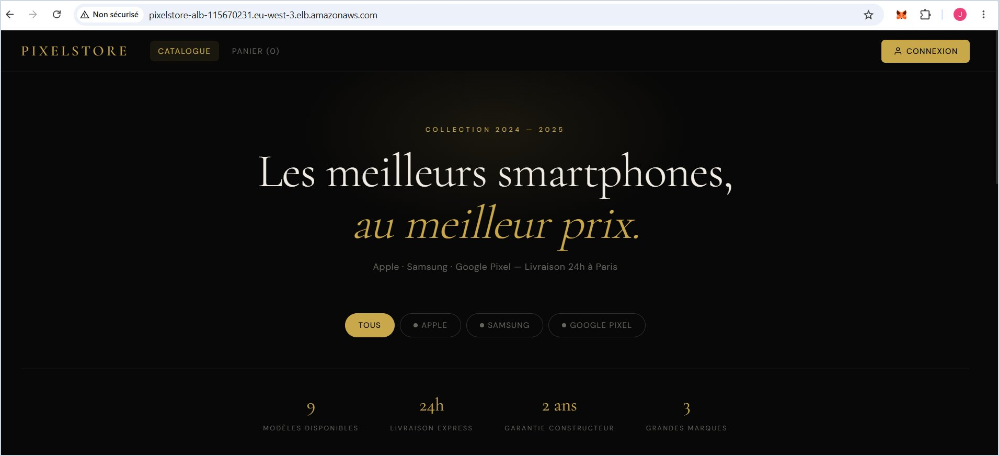 Non sécurisé
pixelstore-alb-115670231.eu-west-3.elb.amazonaws.com
J
PIXELSTORE
CATALOGUE
PANIER (0)
CONNEXION
COLLECTION 2024 — 2025
Les meilleurs smartphones,
au meilleur prix.
Apple · Samsung · Google Pixel — Livraison 24h à Paris
TOUS
APPLE
SAMSUNG
GOOGLE PIXEL
9
MODÈLES DISPONIBLES
24h
LIVRAISON EXPRESS
2 ans
GARANTIE CONSTRUCTEUR
3
GRANDES MARQUES